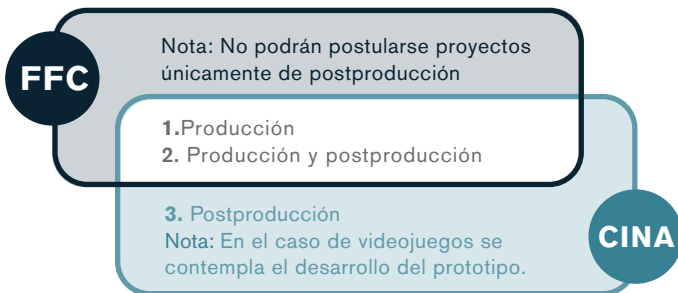 FFC
Nota: No podrán postularse proyectos
únicamente de postproducción
1.Producción
2. Producción y postproducción
3. Postproducción
Nota: En el caso de videojuegos se
contempla el desarrollo del prototipo.
CINA